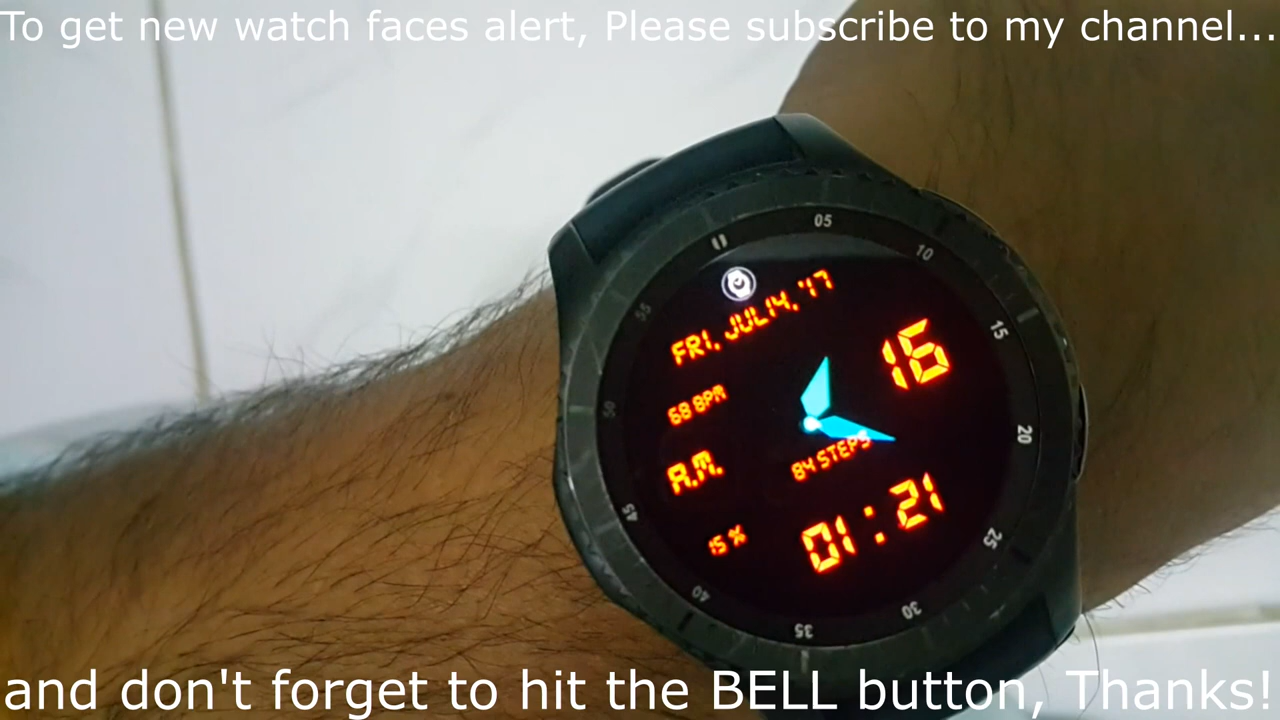 To get new watch faces alert, Please subscribe to my channel...
05
10
55
FRI, JUL14, '17
15
16
50
68 BPM
20
84 STEPS
A.M.
45
01:21
15 %
25
40
30
35
and don't forget to hit the BELL button, Thanks!